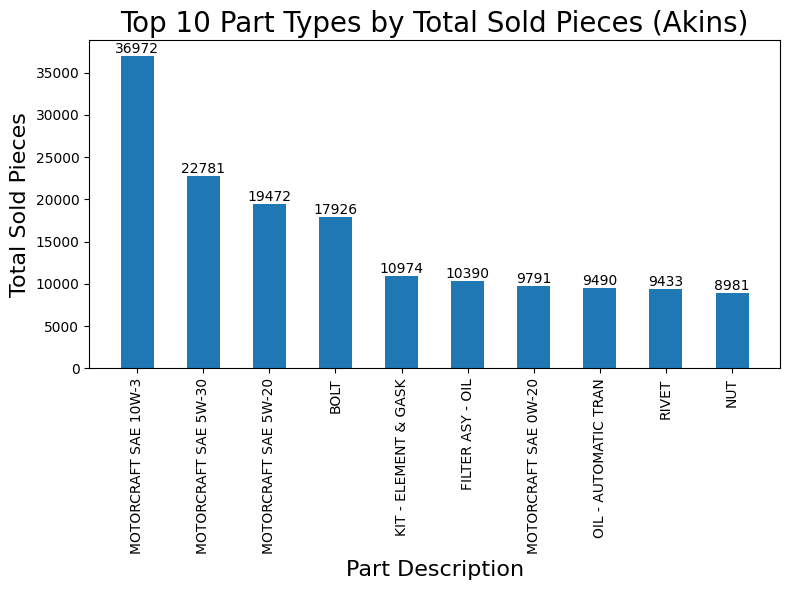 Top 10 Part Types by Total Sold Pieces (Akins)
Total Sold Pieces
35000
30000
25000
20000
15000
10000
5000
0
36972
22781
19472
17926
10974
10390
9791
9490
9433
8981
MOTORCRAFT SAE 10W-3
MOTORCRAFT SAE 5W-30
MOTORCRAFT SAE 5W-20
BOLT
KIT - ELEMENT & GASK
FILTER ASY - OIL
MOTORCRAFT SAE 0W-20
OIL - AUTOMATIC TRAN
RIVET
NUT
Part Description